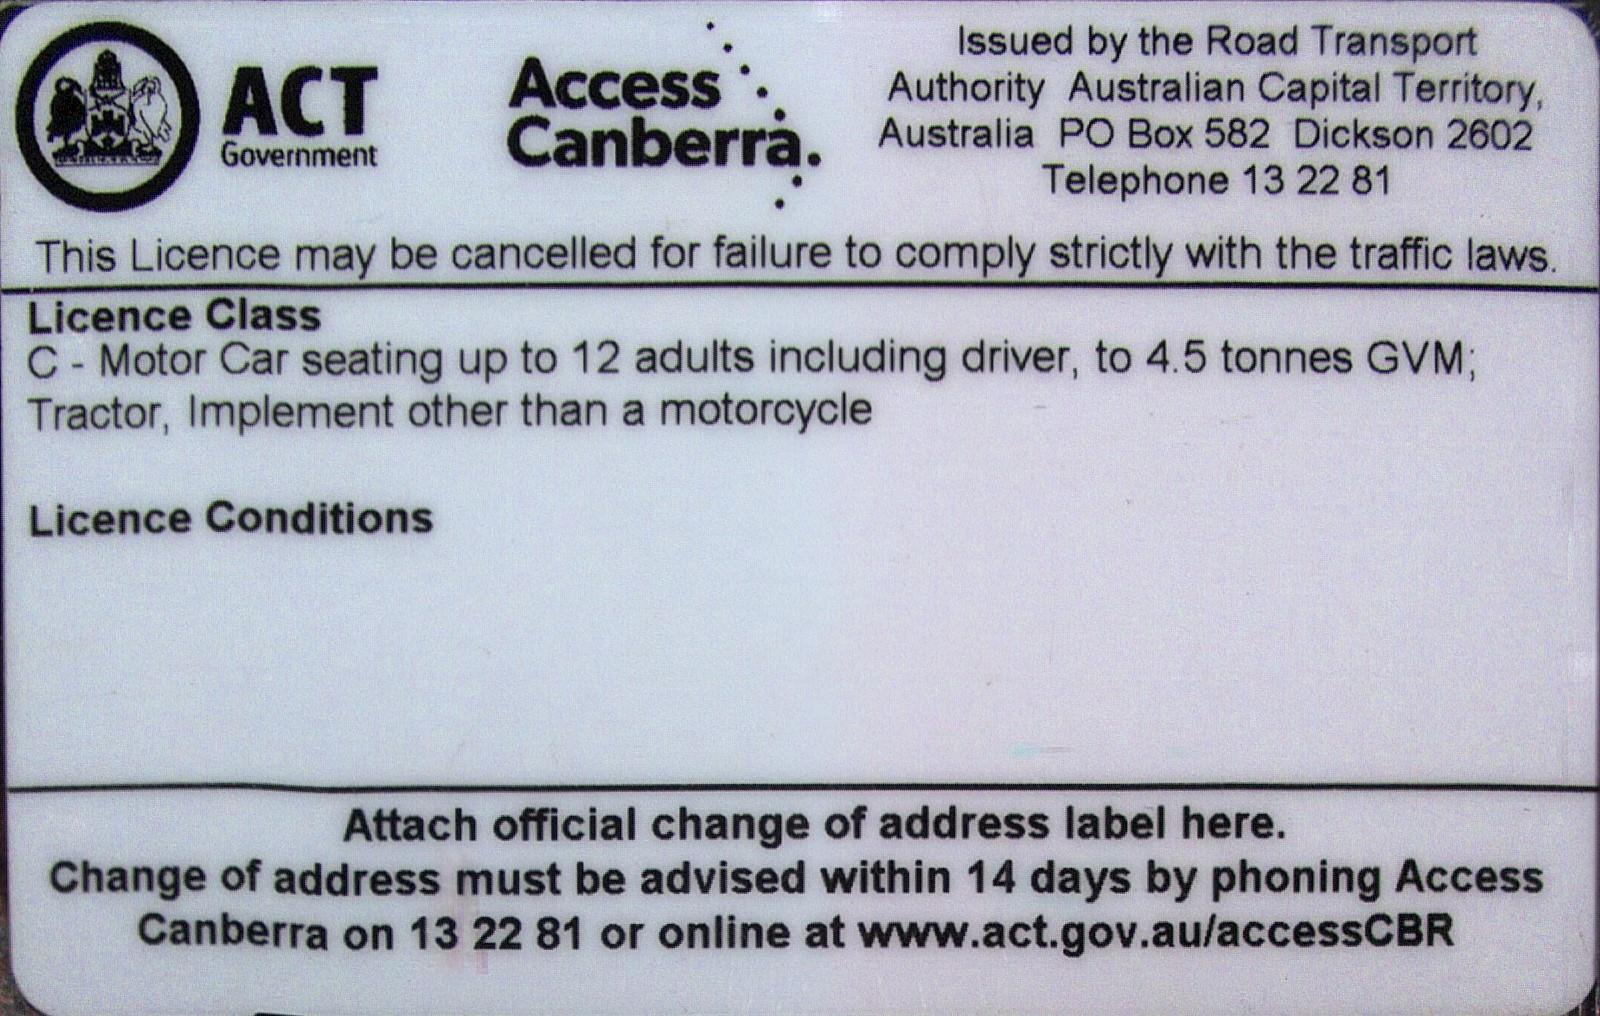 ACT
Government
Access
Canberra.
Issued by the Road Transport
Authority Australian Capital Territory,
Australia PO Box 582 Dickson 2602
Telephone 13 22 81
This Licence may be cancelled for failure to comply strictly with the traffic laws.
Licence Class
C - Motor Car seating up to 12 adults including driver, to 4.5 tonnes GVM;
Tractor, Implement other than a motorcycle
Licence Conditions
Attach official change of address label here.
Change of address must be advised within 14 days by phoning Access
Canberra on 13 22 81 or online at www.act.gov.au/accessCBR